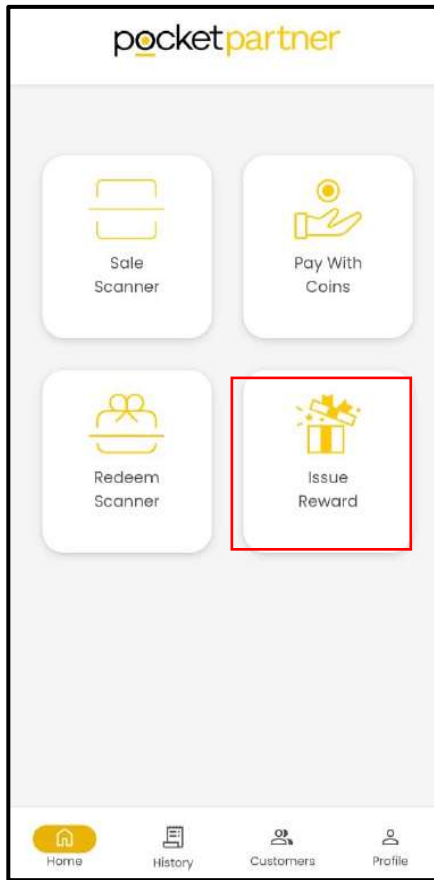 pocketpartner
Sale
Scanner
Pay With
Coins
Redeem
Scanner
Issue
Reward
Home
History
Customers
Profile